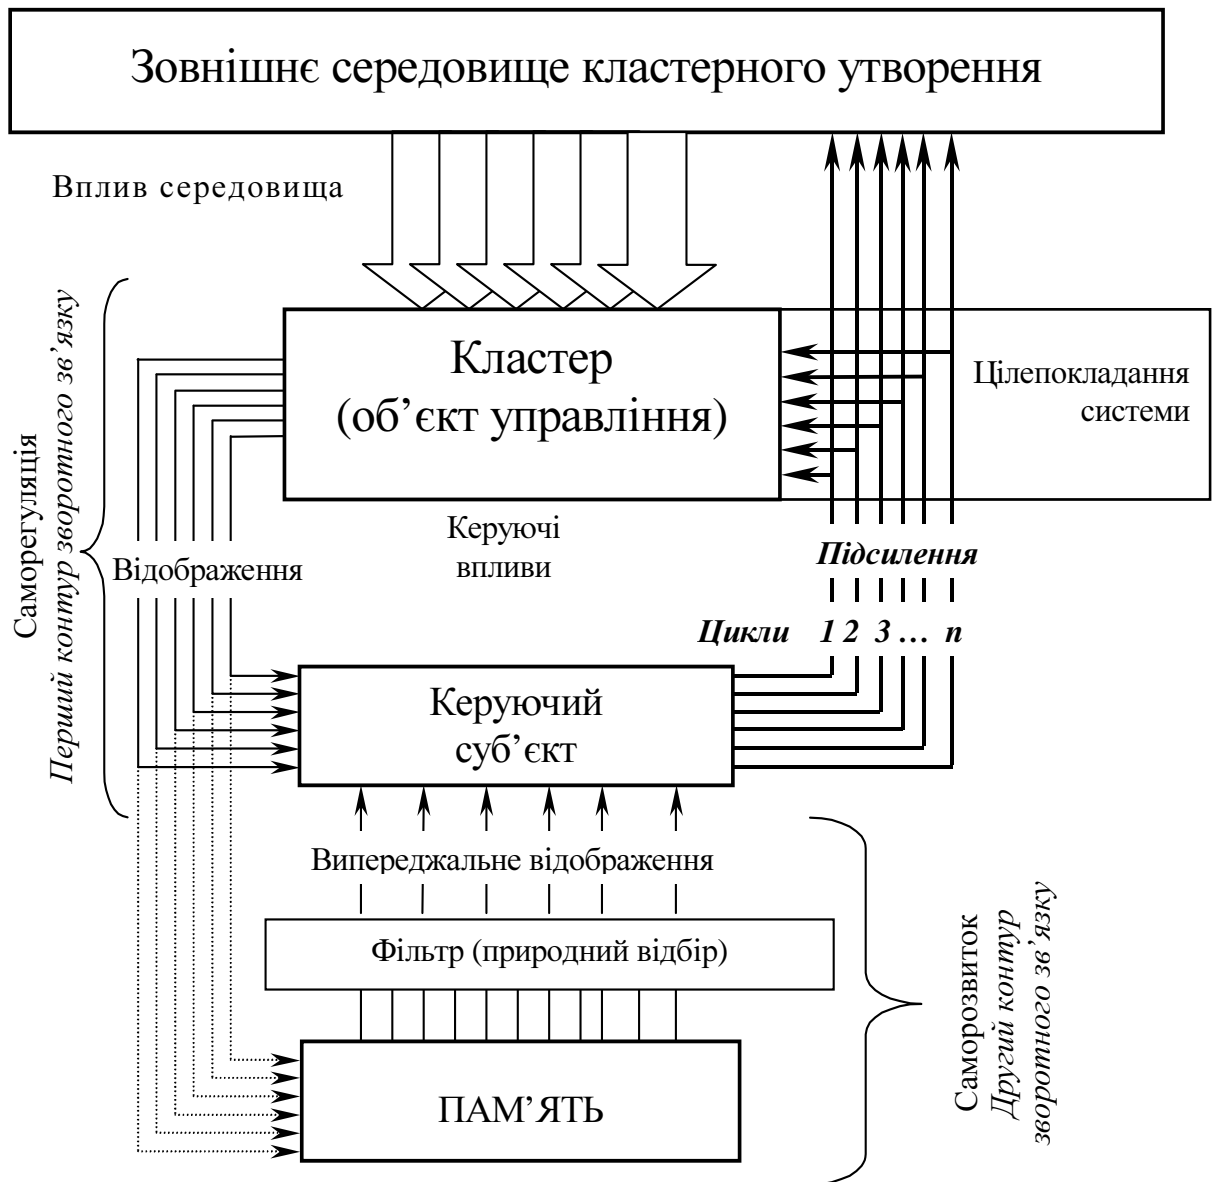 Зовнішнє середовище кластерного утворення
Вплив середовища
Кластер
(об’єкт управління)
Цілепокладання
системи
Саморегуляція
Перший контур зворотного зв’язку
Відображення
Керуючі
впливи
Підсилення
Цикли 1 2 3 ... n
Керуючий
суб’єкт
Випереджальне відображення
Фільтр (природний відбір)
ПАМ’ЯТЬ
Саморозвиток
Другий контур
зворотного зв’язку